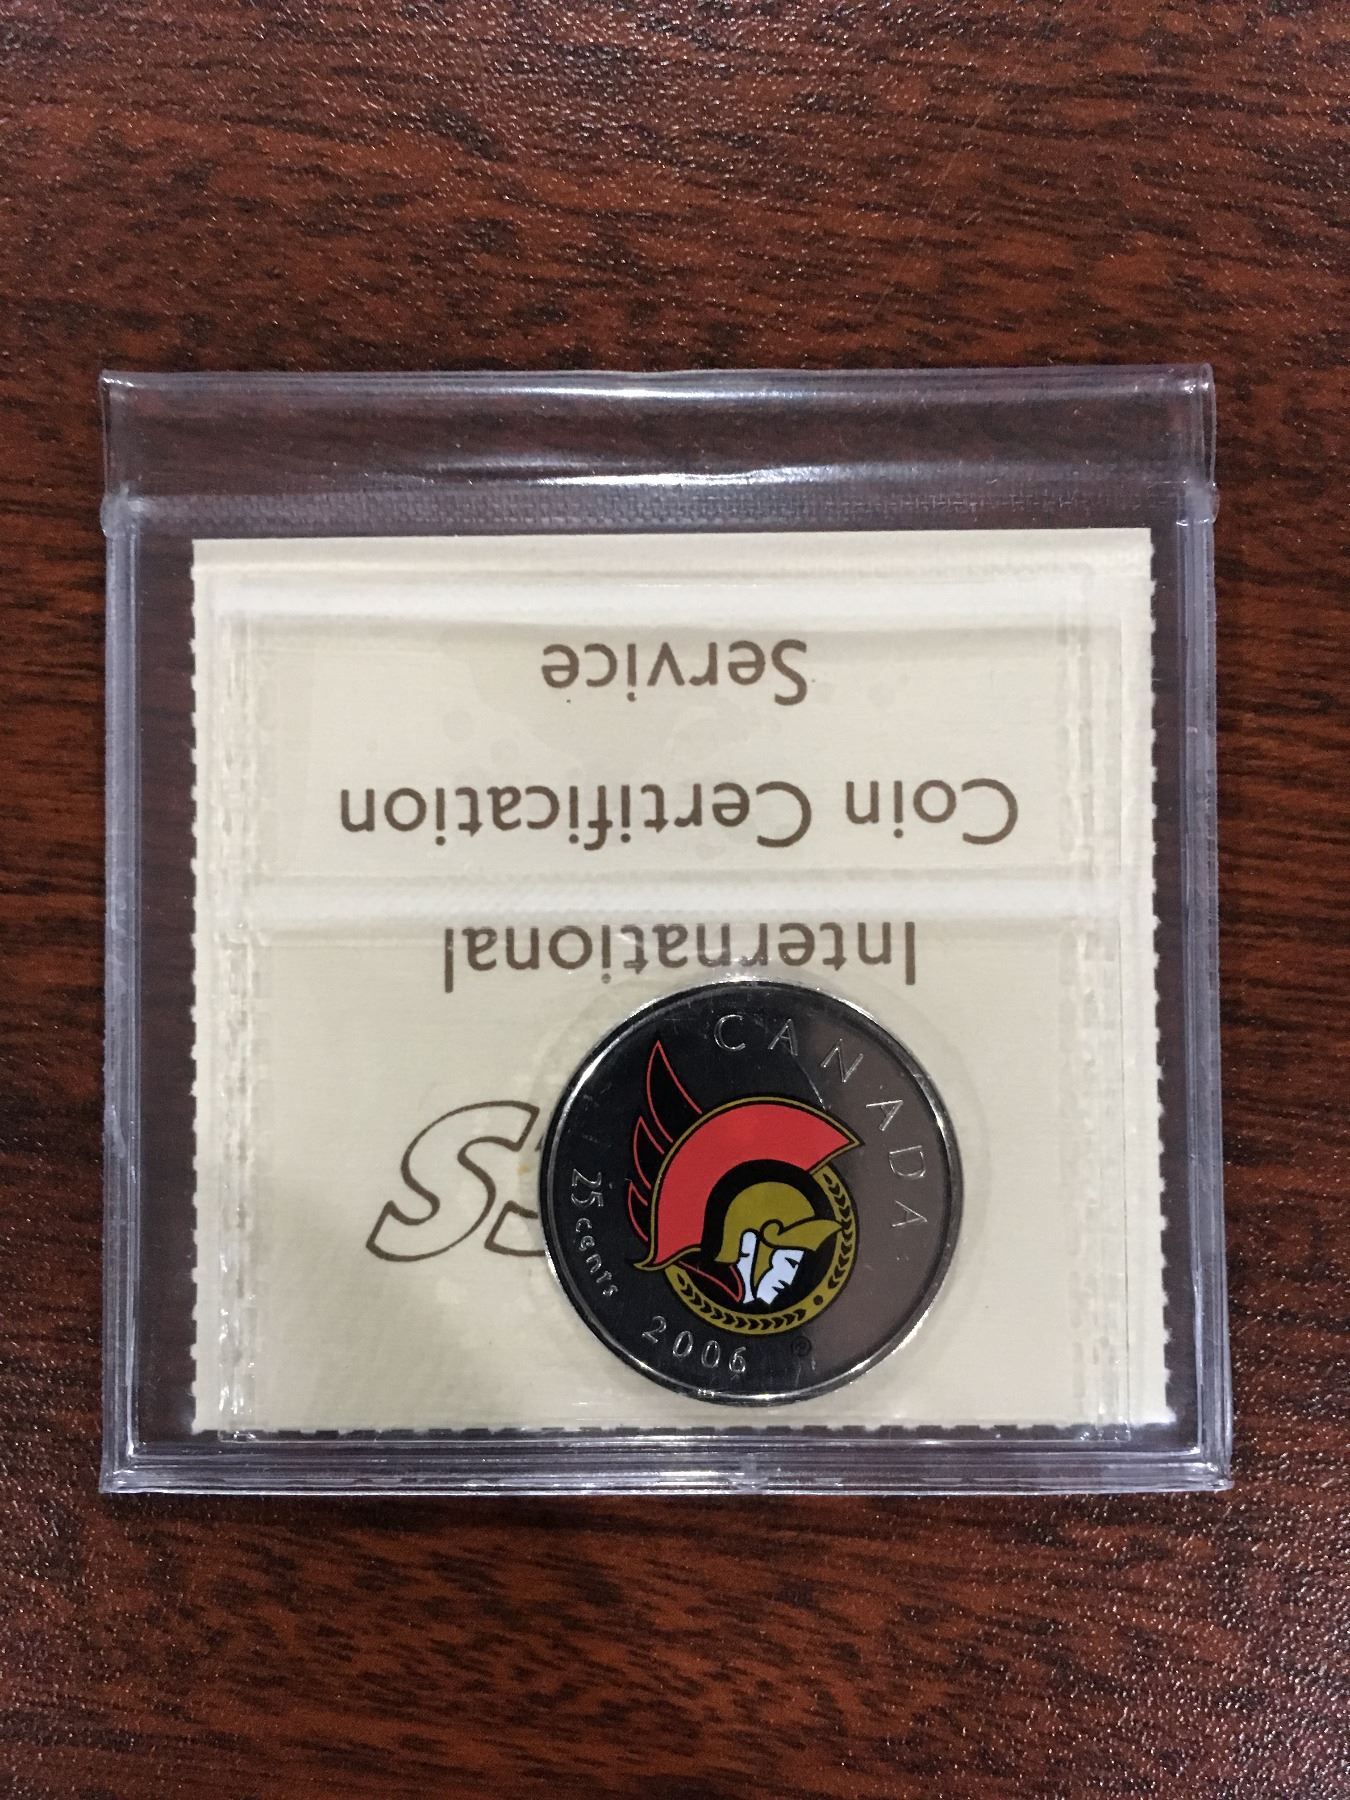 International
Coin Certification
Service
CANADA
25 cents
2006